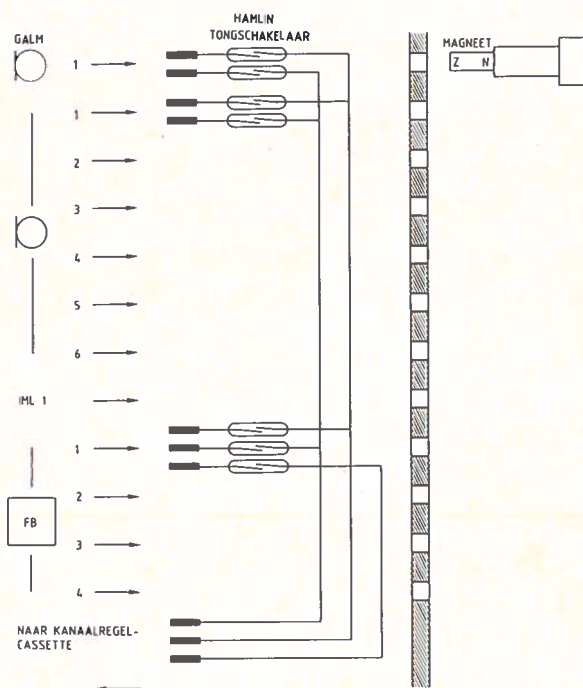 HAMLIN
TONGSCHAKELAAR
GALM
MAGNEET
Z N
1
1
2
3
4
5
6
IML 1
1
2
FB
3
4
NAAR KANAALREGEL-
CASSETTE